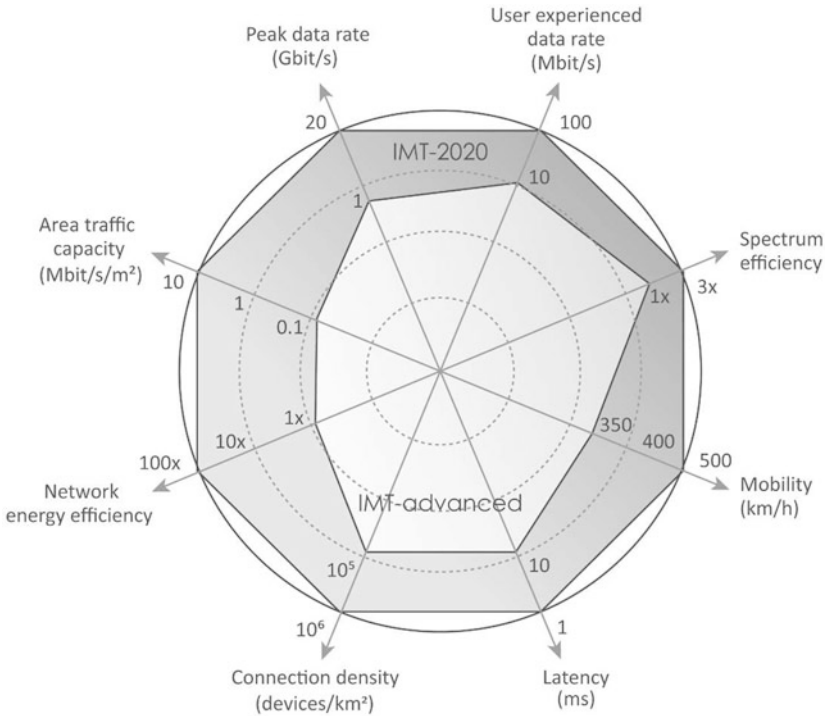 Peak data rate
(Gbit/s)
User experienced
data rate
(Mbit/s)
20
100
IMT-2020
1
10
Area traffic
capacity
(Mbit/s/m²)
Spectrum
efficiency
10
1
0.1
1x
3x
1x
10x
100x
350
400
500
Network
energy efficiency
Mobility
(km/h)
IMT-advanced
10⁵
10
10⁶
1
Connection density
(devices/km²)
Latency
(ms)